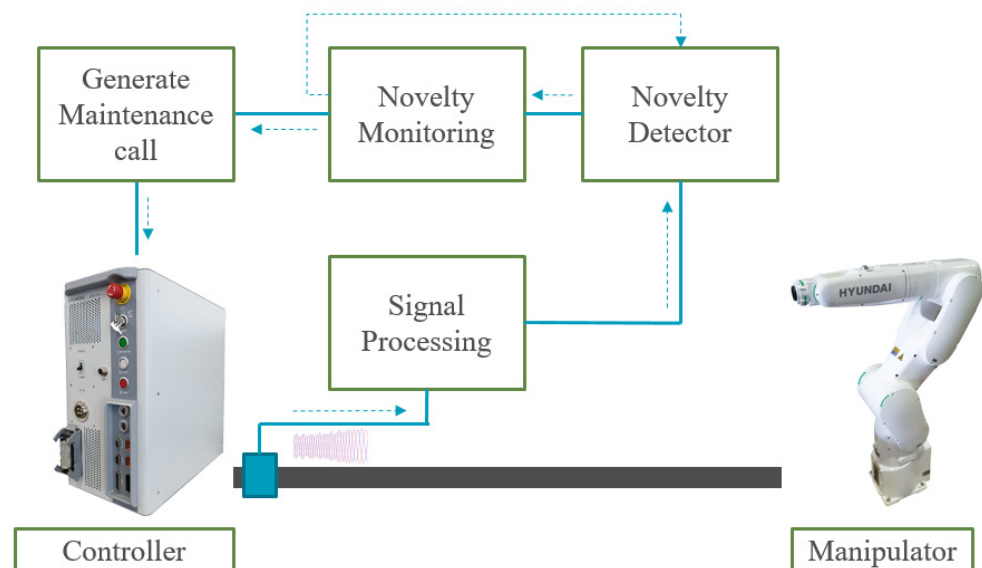 Generate
Maintenance
call
Novelty
Monitoring
Novelty
Detector
Signal
Processing
HYUNDAI
Controller
Manipulator